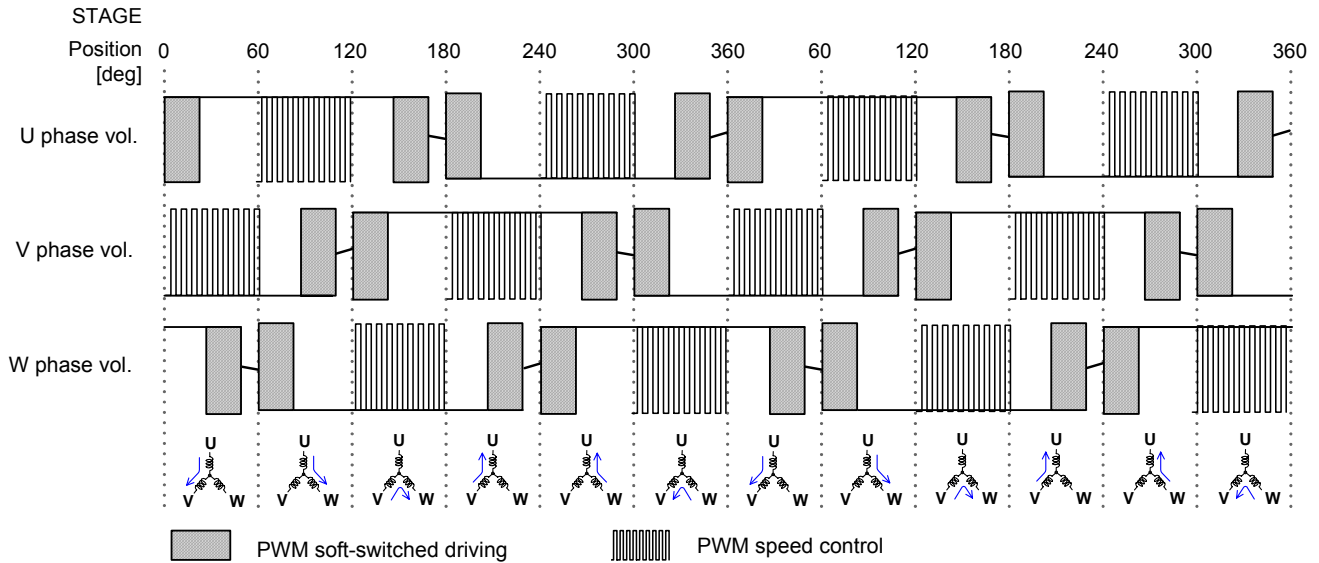 STAGE
Position 0 60 120 180 240 300 360 60 120 180 240 300 360
[deg]
U phase vol.
V phase vol.
W phase vol.
U U U U U U U U U U U U
V W V W V W V W V W V W V W V W V W V W V W V W
PWM soft-switched driving PWM speed control